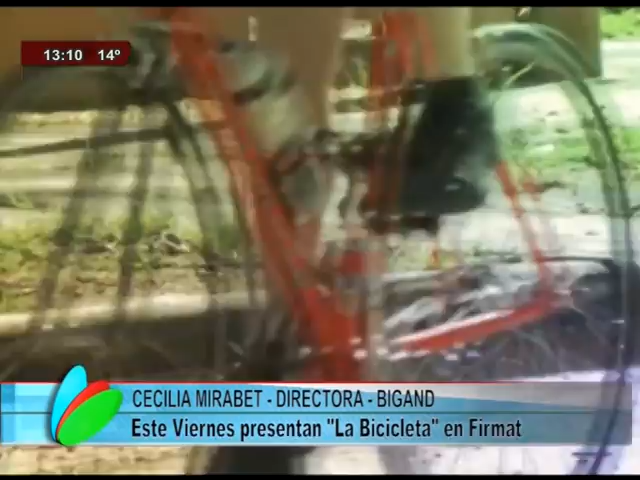 13:10 14º
CECILIA MIRABET - DIRECTORA - BIGAND
Este Viernes presentan "La Bicicleta" en Firmat